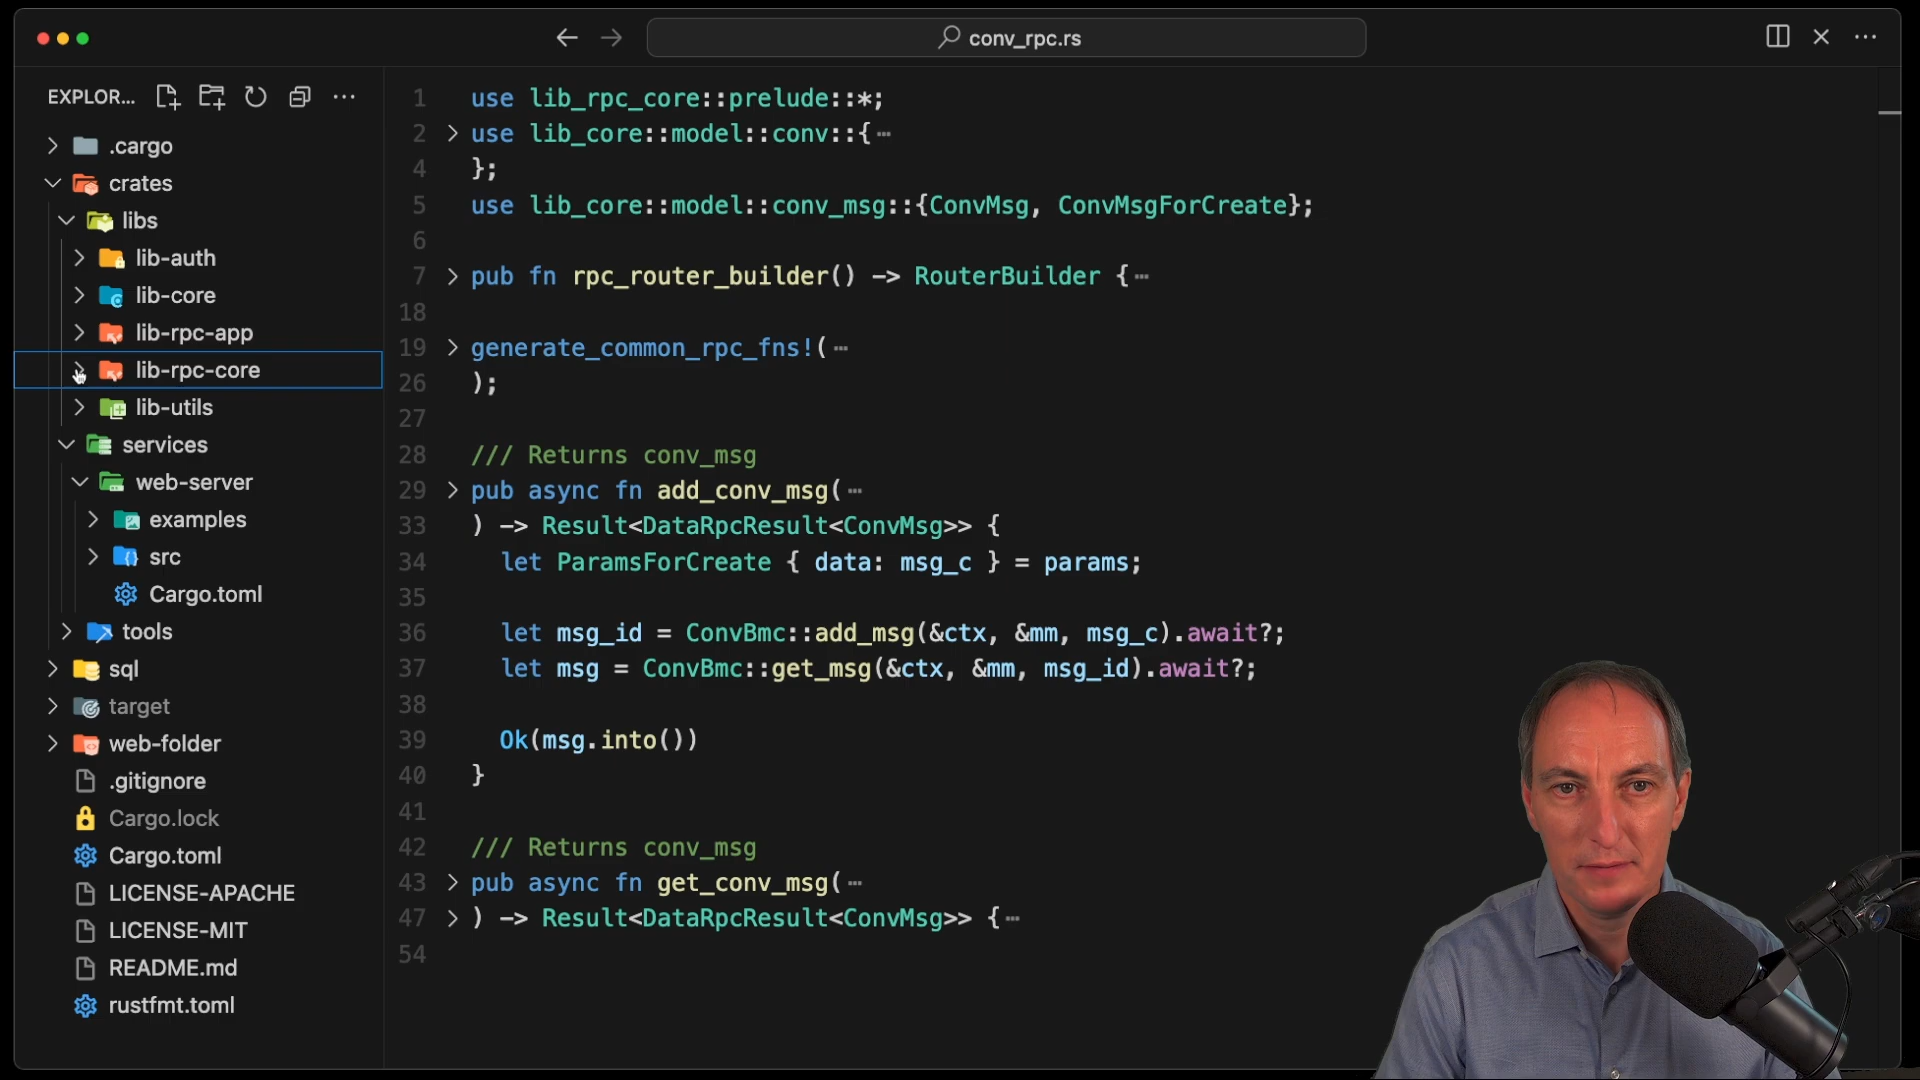 conv_rpc.rs
EXPLOR...
.cargo
crates
libs
lib-auth
lib-core
lib-rpc-app
lib-rpc-core
lib-utils
services
web-server
examples
src
Cargo.toml
tools
sql
target
web-folder
.gitignore
Cargo.lock
Cargo.toml
LICENSE-APACHE
LICENSE-MIT
README.md
rustfmt.toml
1 use lib_rpc_core::prelude::*;
2 use lib_core::model::conv::{⋯
4 };
5 use lib_core::model::conv_msg::{ConvMsg, ConvMsgForCreate};
6
7 pub fn rpc_router_builder() -> RouterBuilder {⋯
18
19 generate_common_rpc_fns!(⋯
26 );
27
28 /// Returns conv_msg
29 pub async fn add_conv_msg(⋯
33 ) -> Result<DataRpcResult<ConvMsg>> {
34 let ParamsForCreate { data: msg_c } = params;
35
36 let msg_id = ConvBmc::add_msg(&ctx, &mm, msg_c).await?;
37 let msg = ConvBmc::get_msg(&ctx, &mm, msg_id).await?;
38
39 Ok(msg.into())
40 }
41
42 /// Returns conv_msg
43 pub async fn get_conv_msg(⋯
47 ) -> Result<DataRpcResult<ConvMsg>> {⋯
54